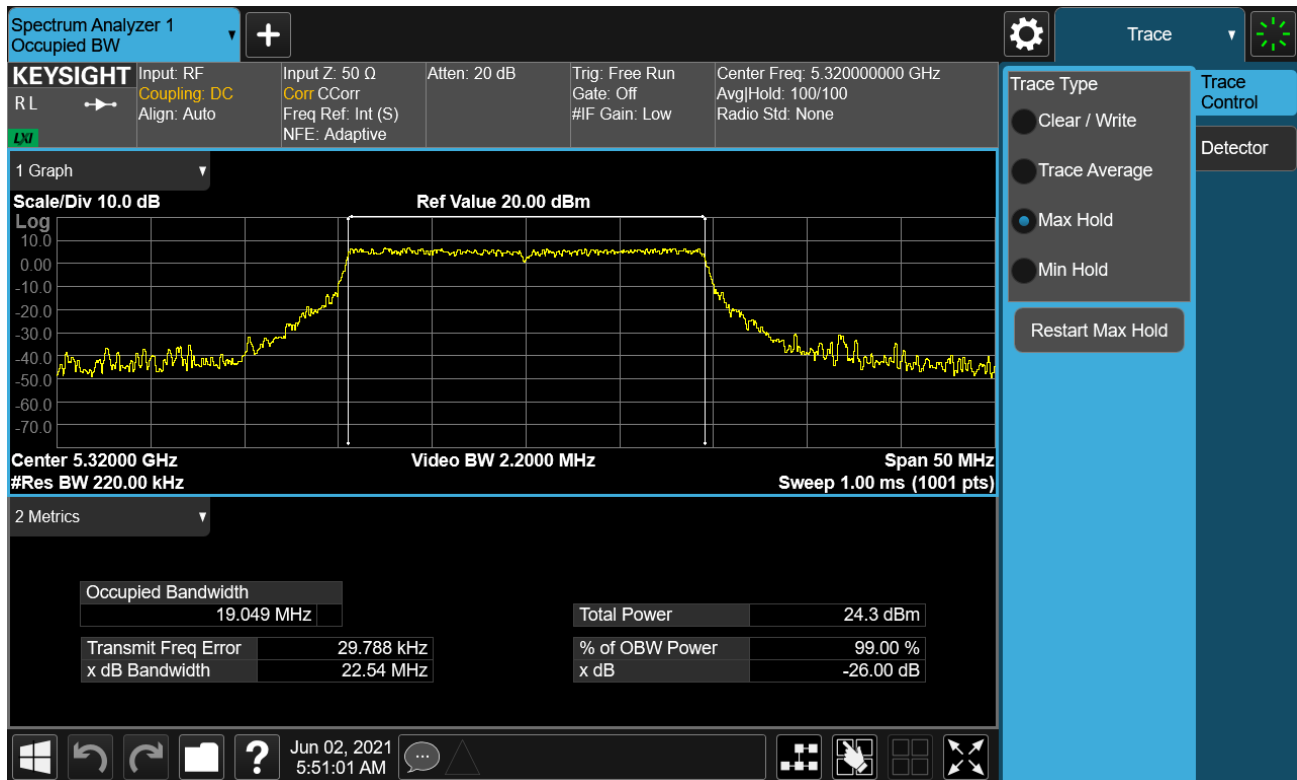 Spectrum Analyzer 1
Occupied BW
Trace
KEYSIGHT
R L
LXI
Input: RF
Coupling: DC
Align: Auto
Input Z: 50 Ω
Corr CCorr
Freq Ref: Int (S)
NFE: Adaptive
Atten: 20 dB
Trig: Free Run
Gate: Off
#IF Gain: Low
Center Freq: 5.320000000 GHz
Avg|Hold: 100/100
Radio Std: None
Trace Type
Clear / Write
Trace Average
Max Hold
Min Hold
Restart Max Hold
Trace
Control
Detector
1 Graph
Scale/Div 10.0 dB
Ref Value 20.00 dBm
Log
10.0
0.00
-10.0
-20.0
-30.0
-40.0
-50.0
-60.0
-70.0
Center 5.32000 GHz
Video BW 2.2000 MHz
Span 50 MHz
#Res BW 220.00 kHz
Sweep 1.00 ms (1001 pts)
2 Metrics
Occupied Bandwidth
19.049 MHz
Total Power 24.3 dBm
Transmit Freq Error 29.788 kHz
% of OBW Power 99.00 %
x dB Bandwidth 22.54 MHz
x dB -26.00 dB
?
Jun 02, 2021
5:51:01 AM